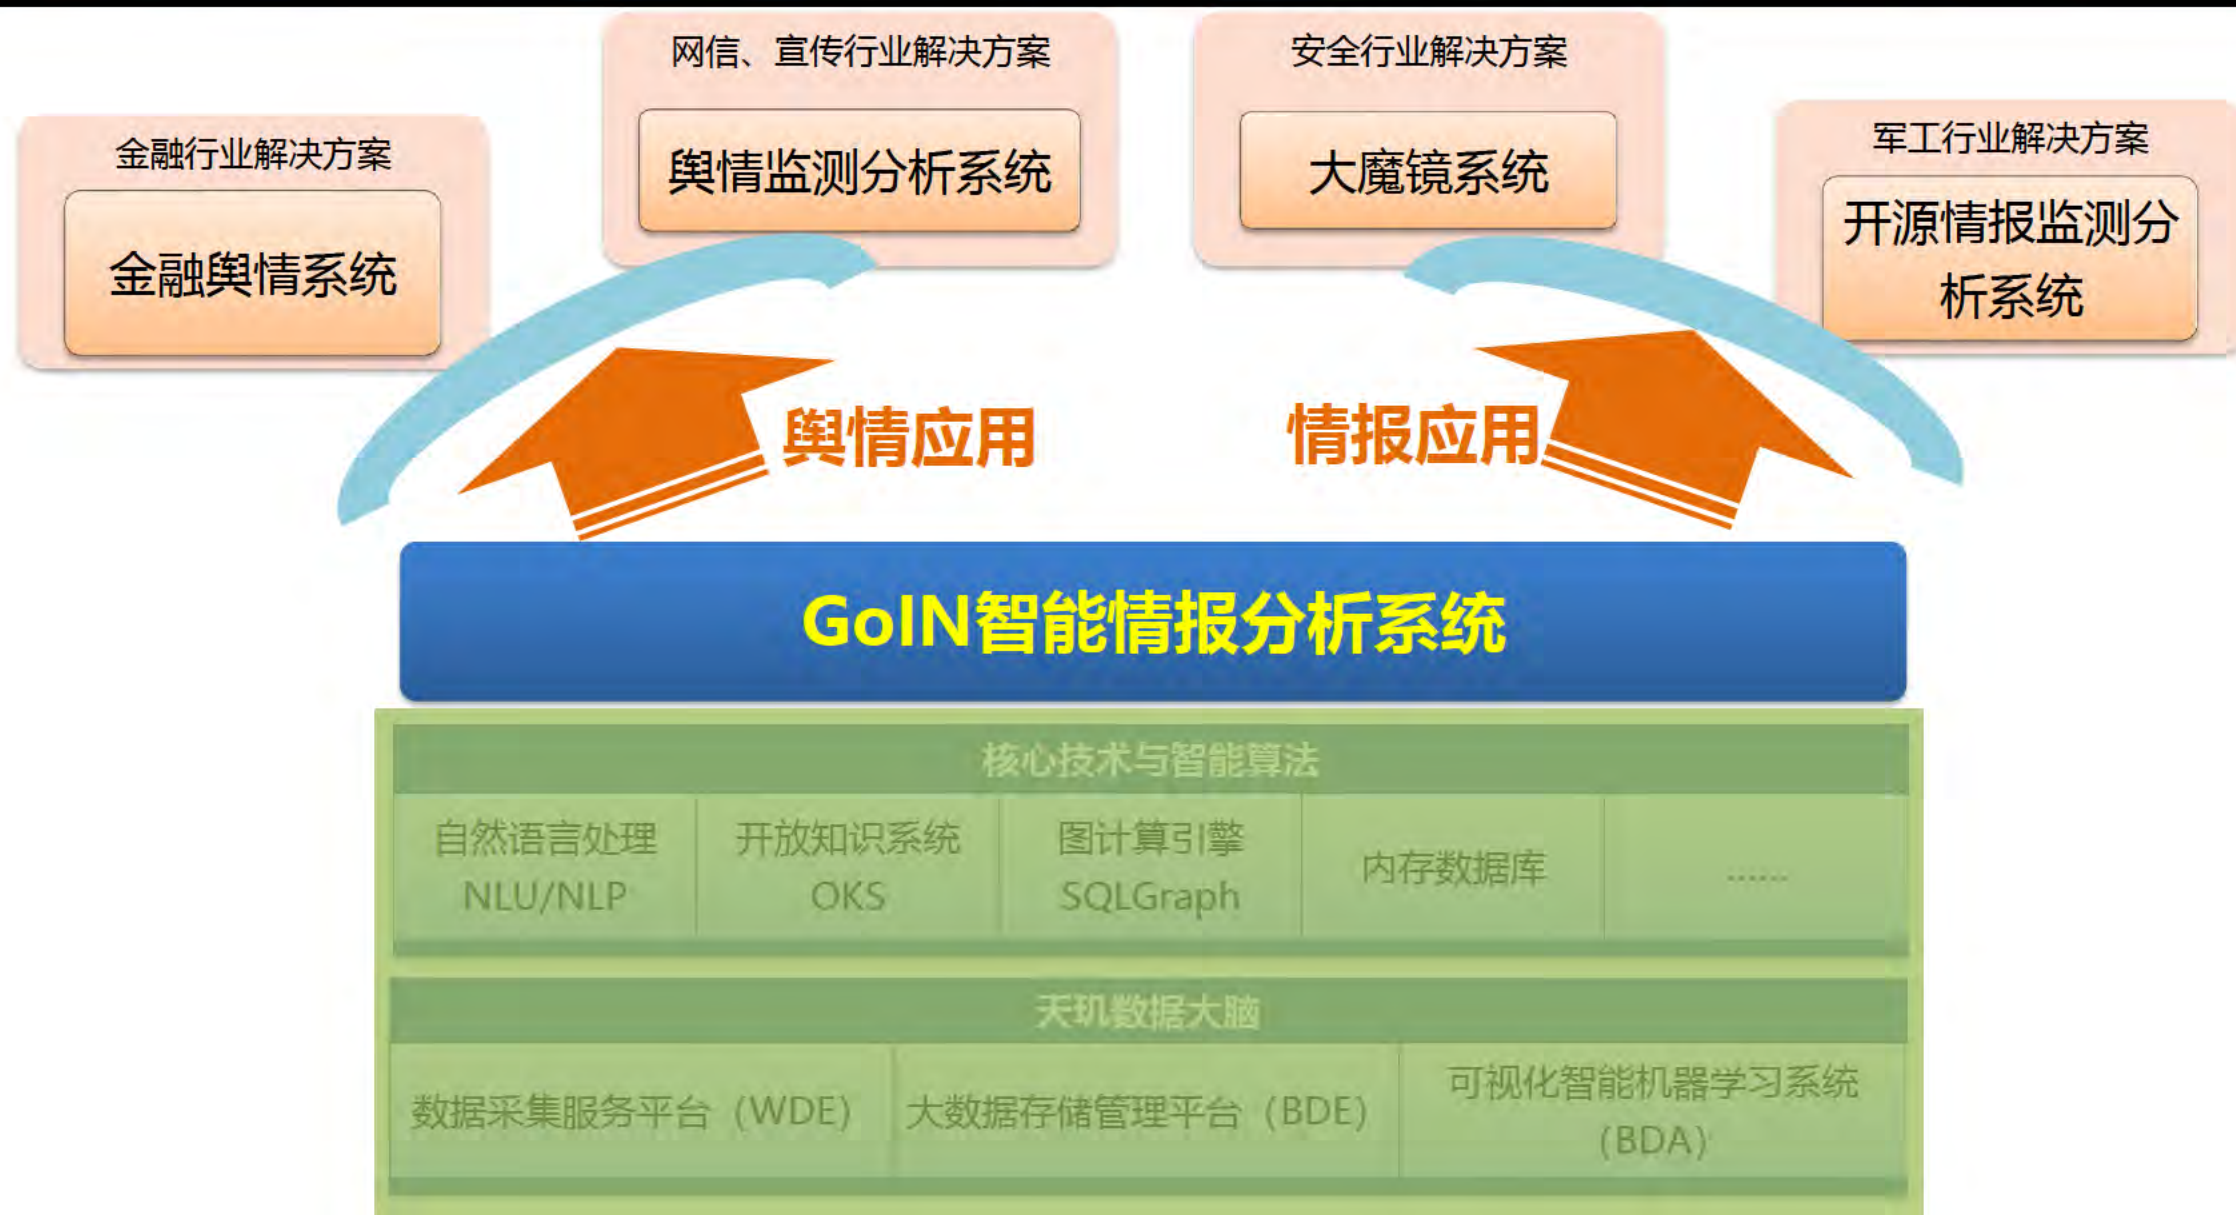 网信、宣传行业解决方案
安全行业解决方案
金融行业解决方案
军工行业解决方案
舆情监测分析系统
大魔镜系统
金融舆情系统
开源情报监测分
析系统
舆情应用
情报应用
GoIN智能情报分析系统
核心技术与智能算法
自然语言处理
NLU/NLP
开放知识系统
OKS
图计算引擎
SQLGraph
内存数据库
……
天玑数据大脑
数据采集服务平台（WDE）
大数据存储管理平台（BDE）
可视化智能机器学习系统
（BDA）